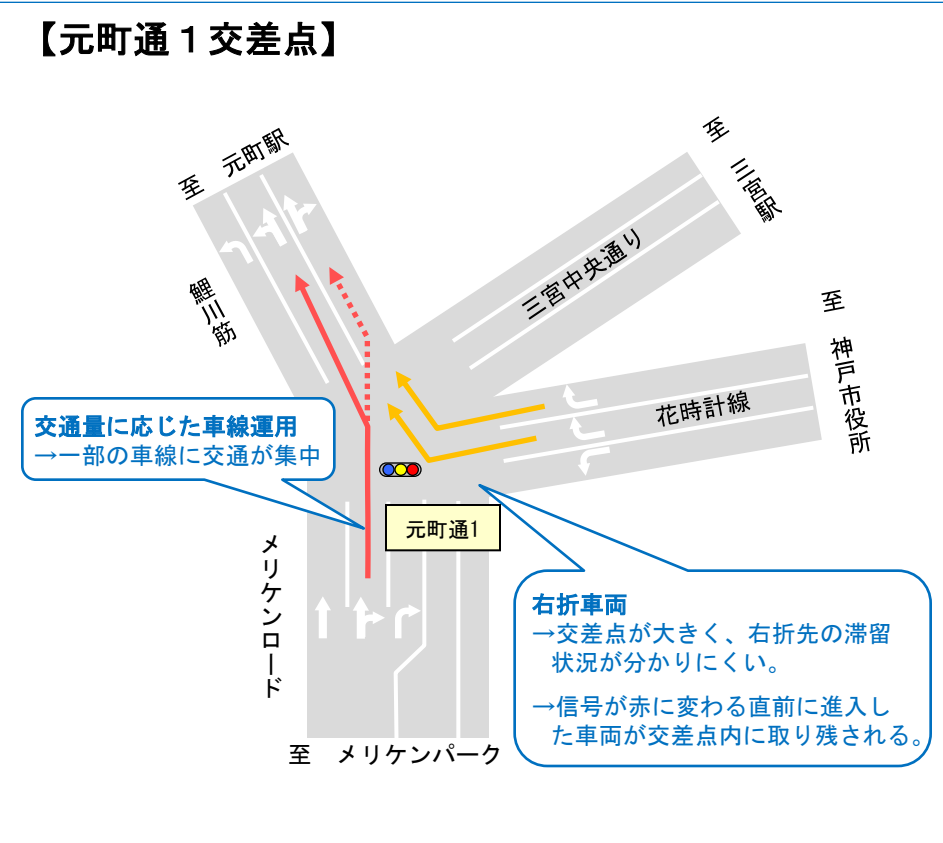 【元町通１交差点】
至 元町駅
至 三宮駅
鯉川筋
三宮中央通り
至 神戸市役所
花時計線
交通量に応じた車線運用
→一部の車線に交通が集中
元町通1
メリケンロード
右折車両
→交差点が大きく、右折先の滞留
状況が分かりにくい。
→信号が赤に変わる直前に進入し
た車両が交差点内に取り残される。
至 メリケンパーク